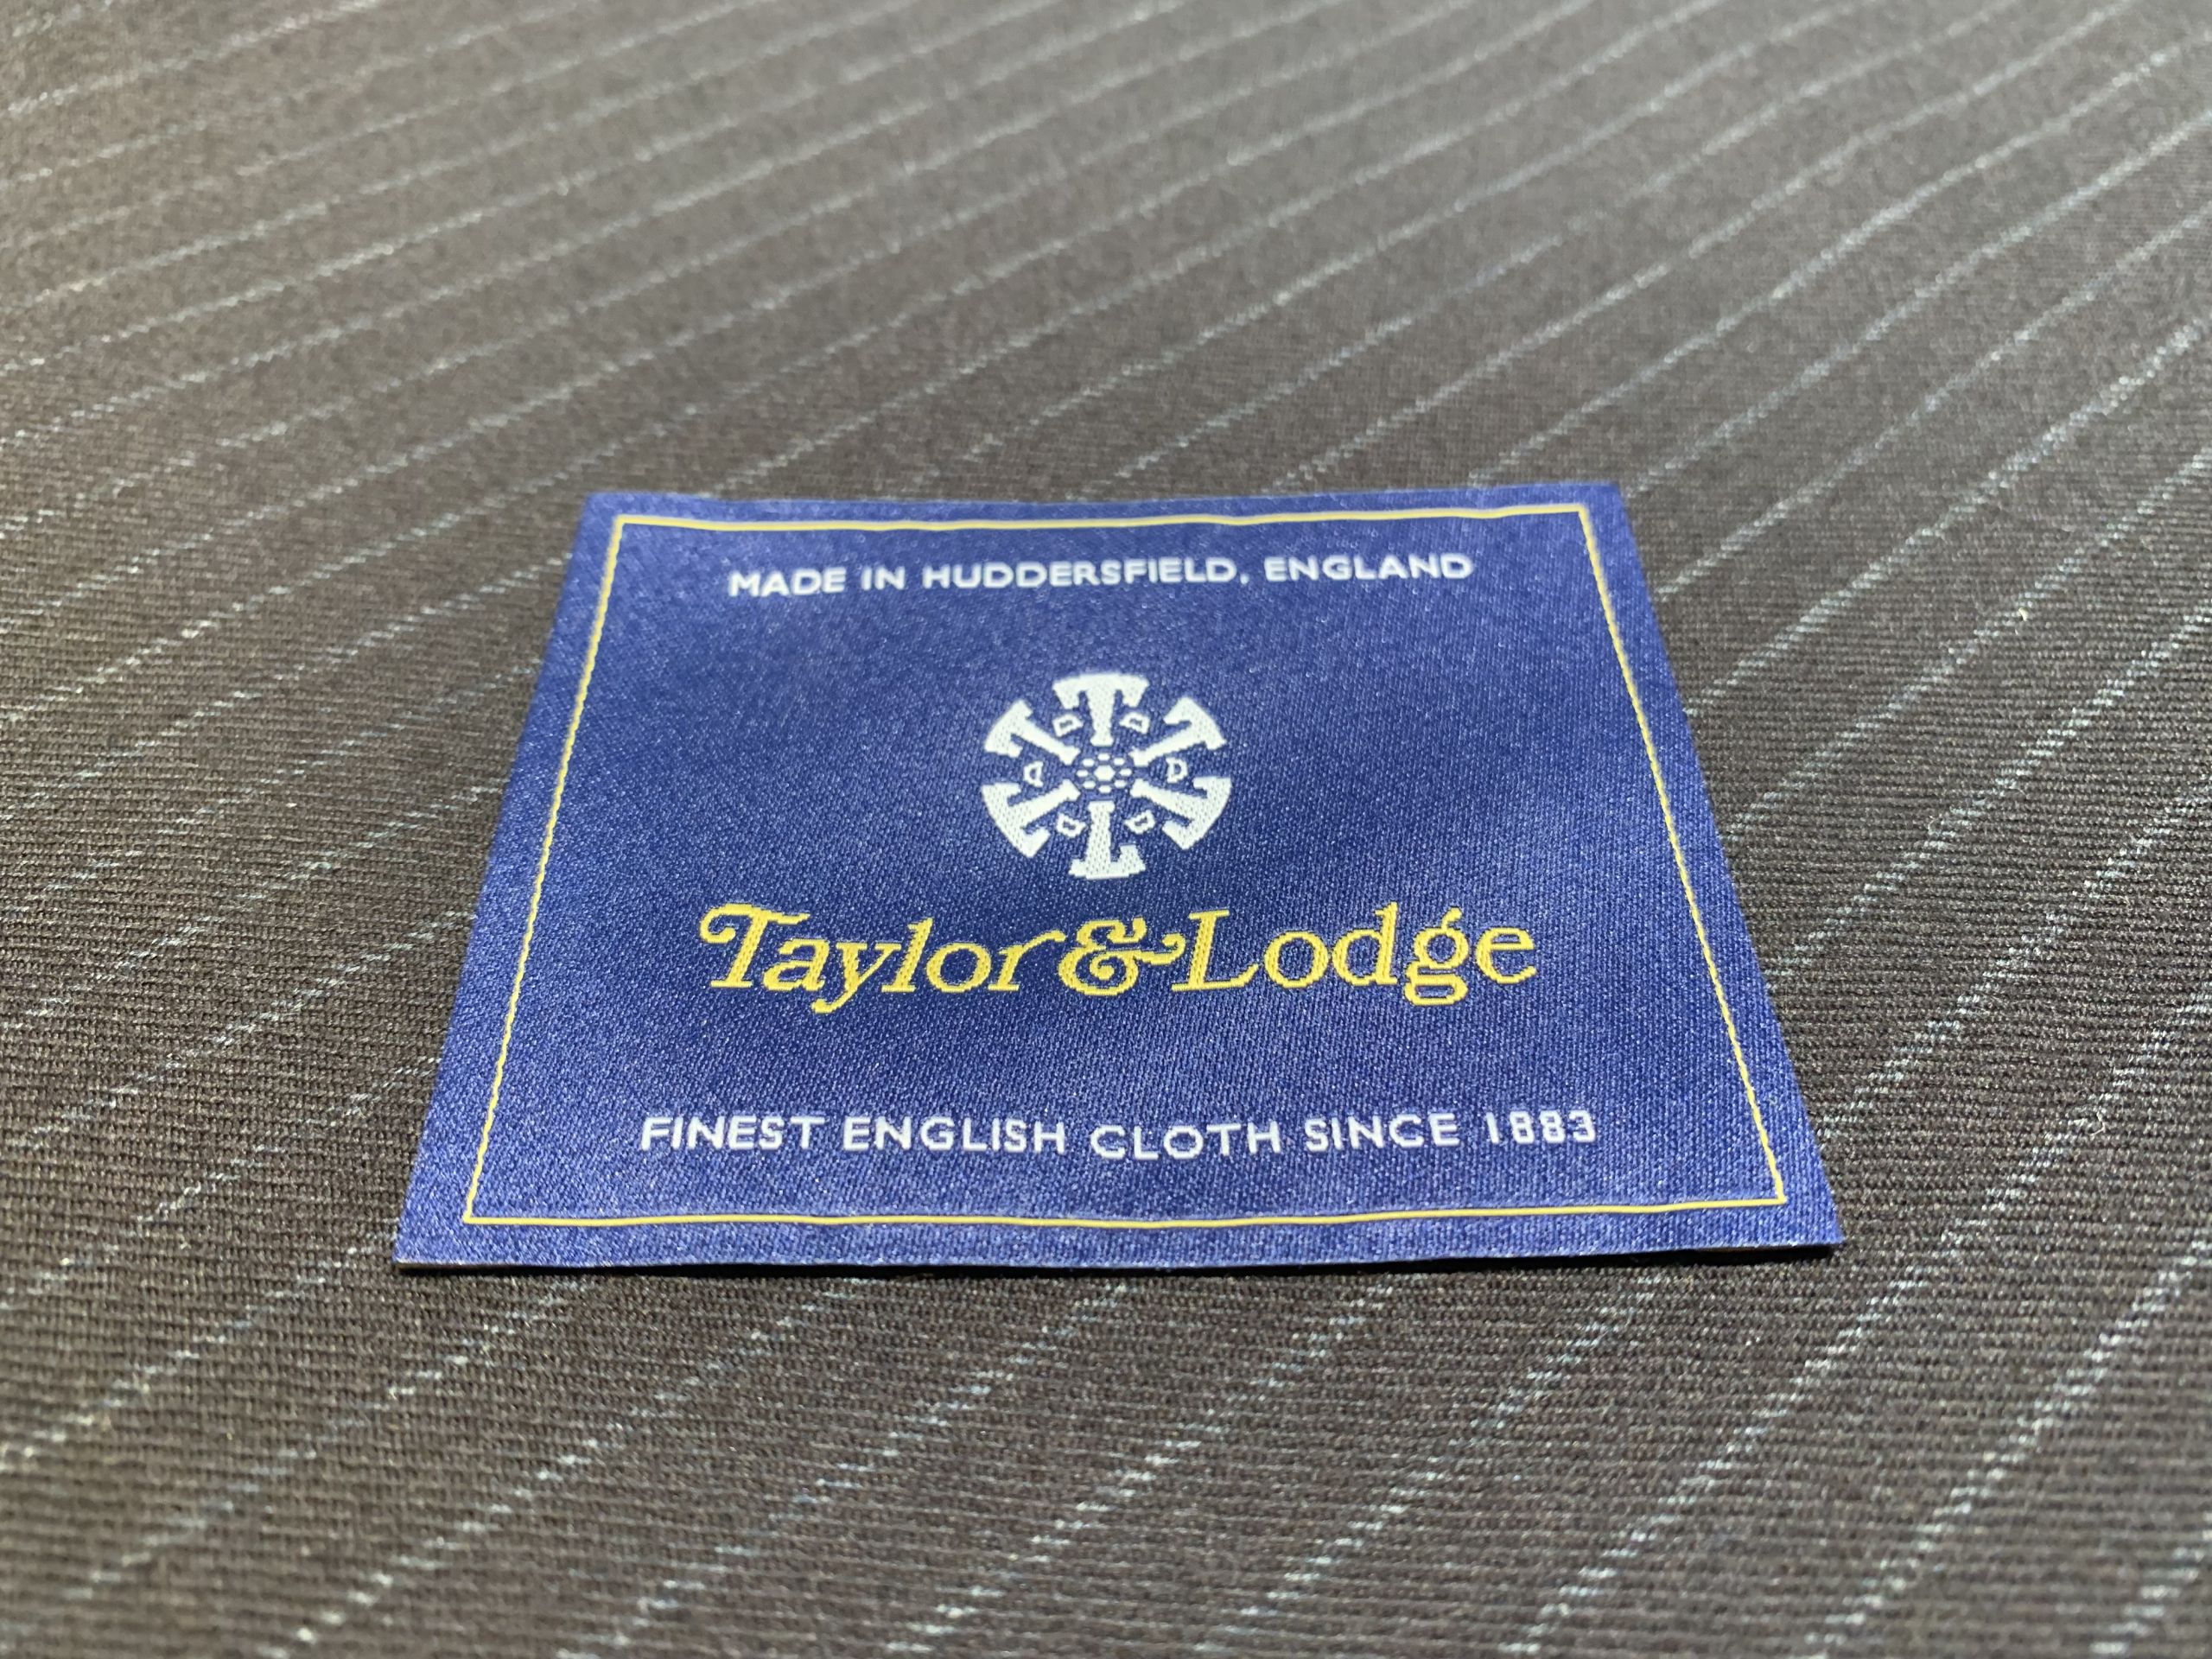 MADE IN HUDDERSFIELD, ENGLAND
Taylor & Lodge
FINEST ENGLISH CLOTH SINCE 1883